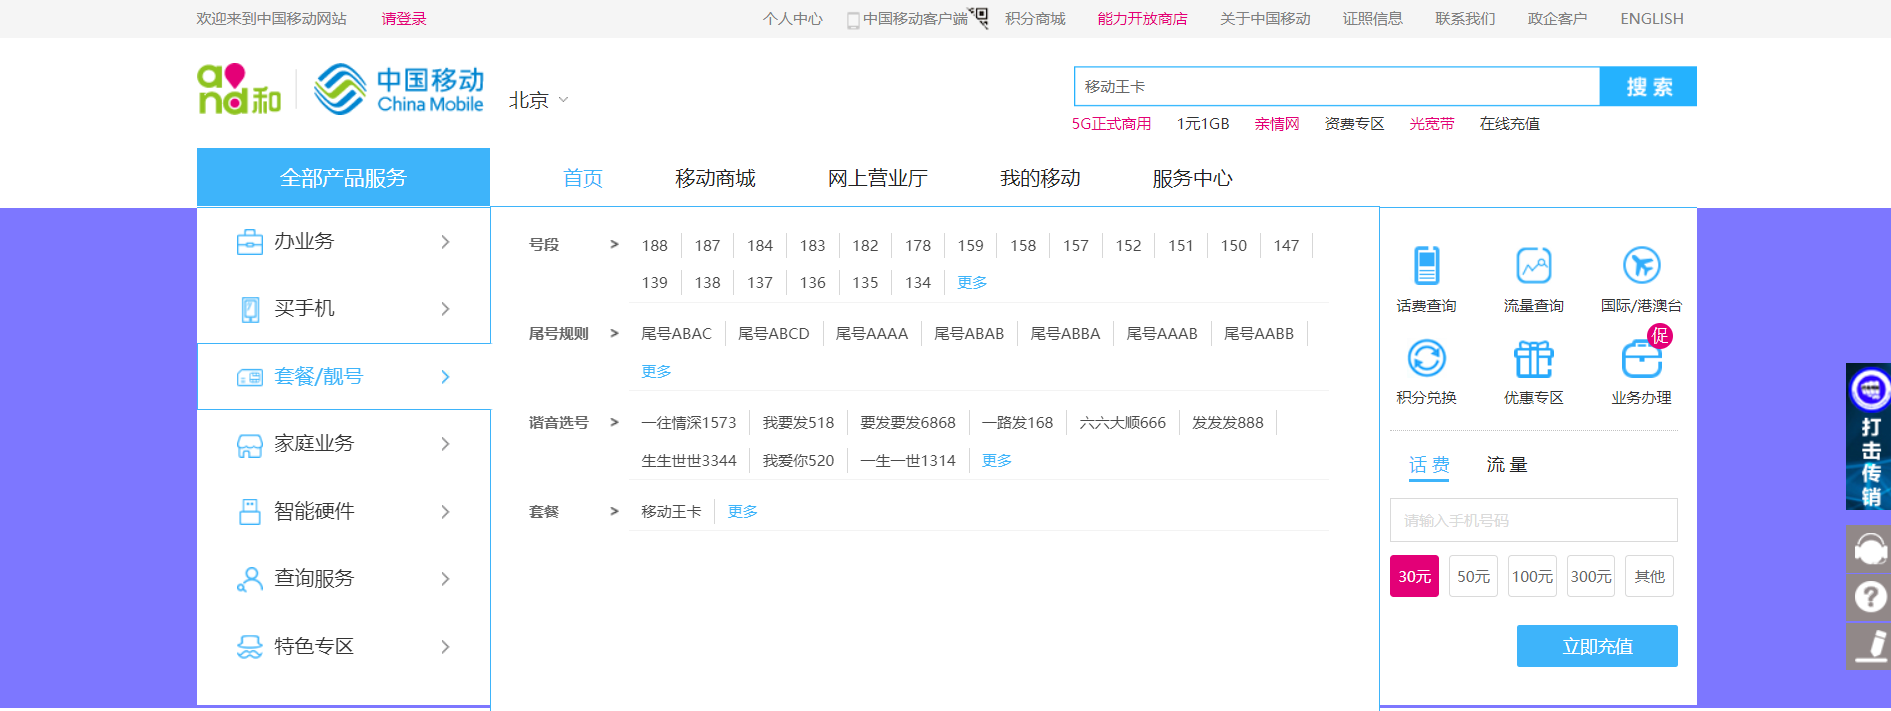 欢迎来到中国移动网站 请登录 个人中心 中国移动客户端 积分商城 能力开放商店 关于中国移动 证照信息 联系我们 政企客户 ENGLISH
and和 中国移动 China Mobile 北京 移动王卡 搜索
5G正式商用 1元1GB 亲情网 资费专区 光宽带 在线充值
全部产品服务 首页 移动商城 网上营业厅 我的移动 服务中心
办业务
买手机
套餐/靓号
家庭业务
智能硬件
查询服务
特色专区
号段 > 188 187 184 183 182 178 159 158 157 152 151 150 147
139 138 137 136 135 134 更多
尾号规则 > 尾号ABAC 尾号ABCD 尾号AAAA 尾号ABAB 尾号ABBA 尾号AAAB 尾号AABB
更多
谐音选号 > 一往情深1573 我要发518 要发要发6868 一路发168 六六大顺666 发发发888
生生世世3344 我爱你520 一生一世1314 更多
套餐 > 移动王卡 更多
话费查询 流量查询 国际/港澳台
促
积分兑换 优惠专区 业务办理
话费 流量
请输入手机号码
30元 50元 100元 300元 其他
立即充值
打击传销